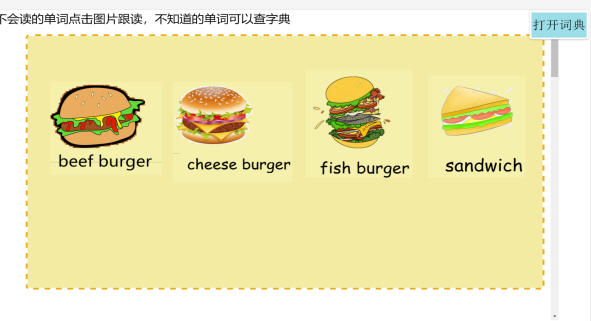 不会读的单词点击图片跟读，不知道的单词可以查字典
打开词典
beef burger
cheese burger
fish burger
sandwich